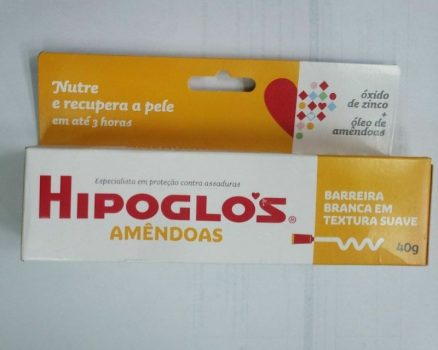 Nutre
e recupera a pele
em até 3 horas
óxido
de zinco
+
óleo de
amêndoas
Especialista em proteção contra assaduras
HIPOGLÓS®
AMÊNDOAS
BARREIRA
BRANCA EM
TEXTURA SUAVE
40g